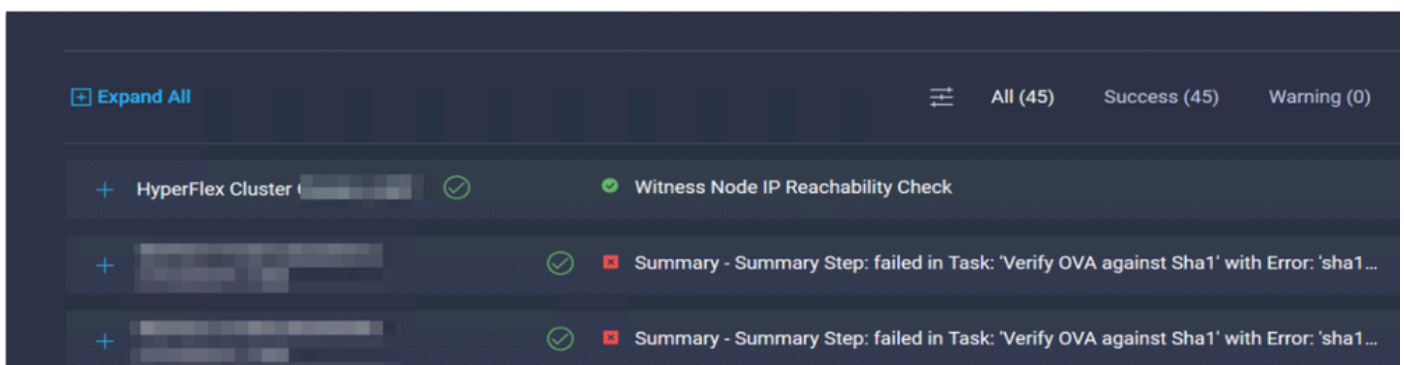 Expand All
All (45) Success (45) Warning (0)
HyperFlex Cluster Witness Node IP Reachability Check
Summary - Summary Step: failed in Task: 'Verify OVA against Sha1' with Error: 'sha1...
Summary - Summary Step: failed in Task: 'Verify OVA against Sha1' with Error: 'sha1...